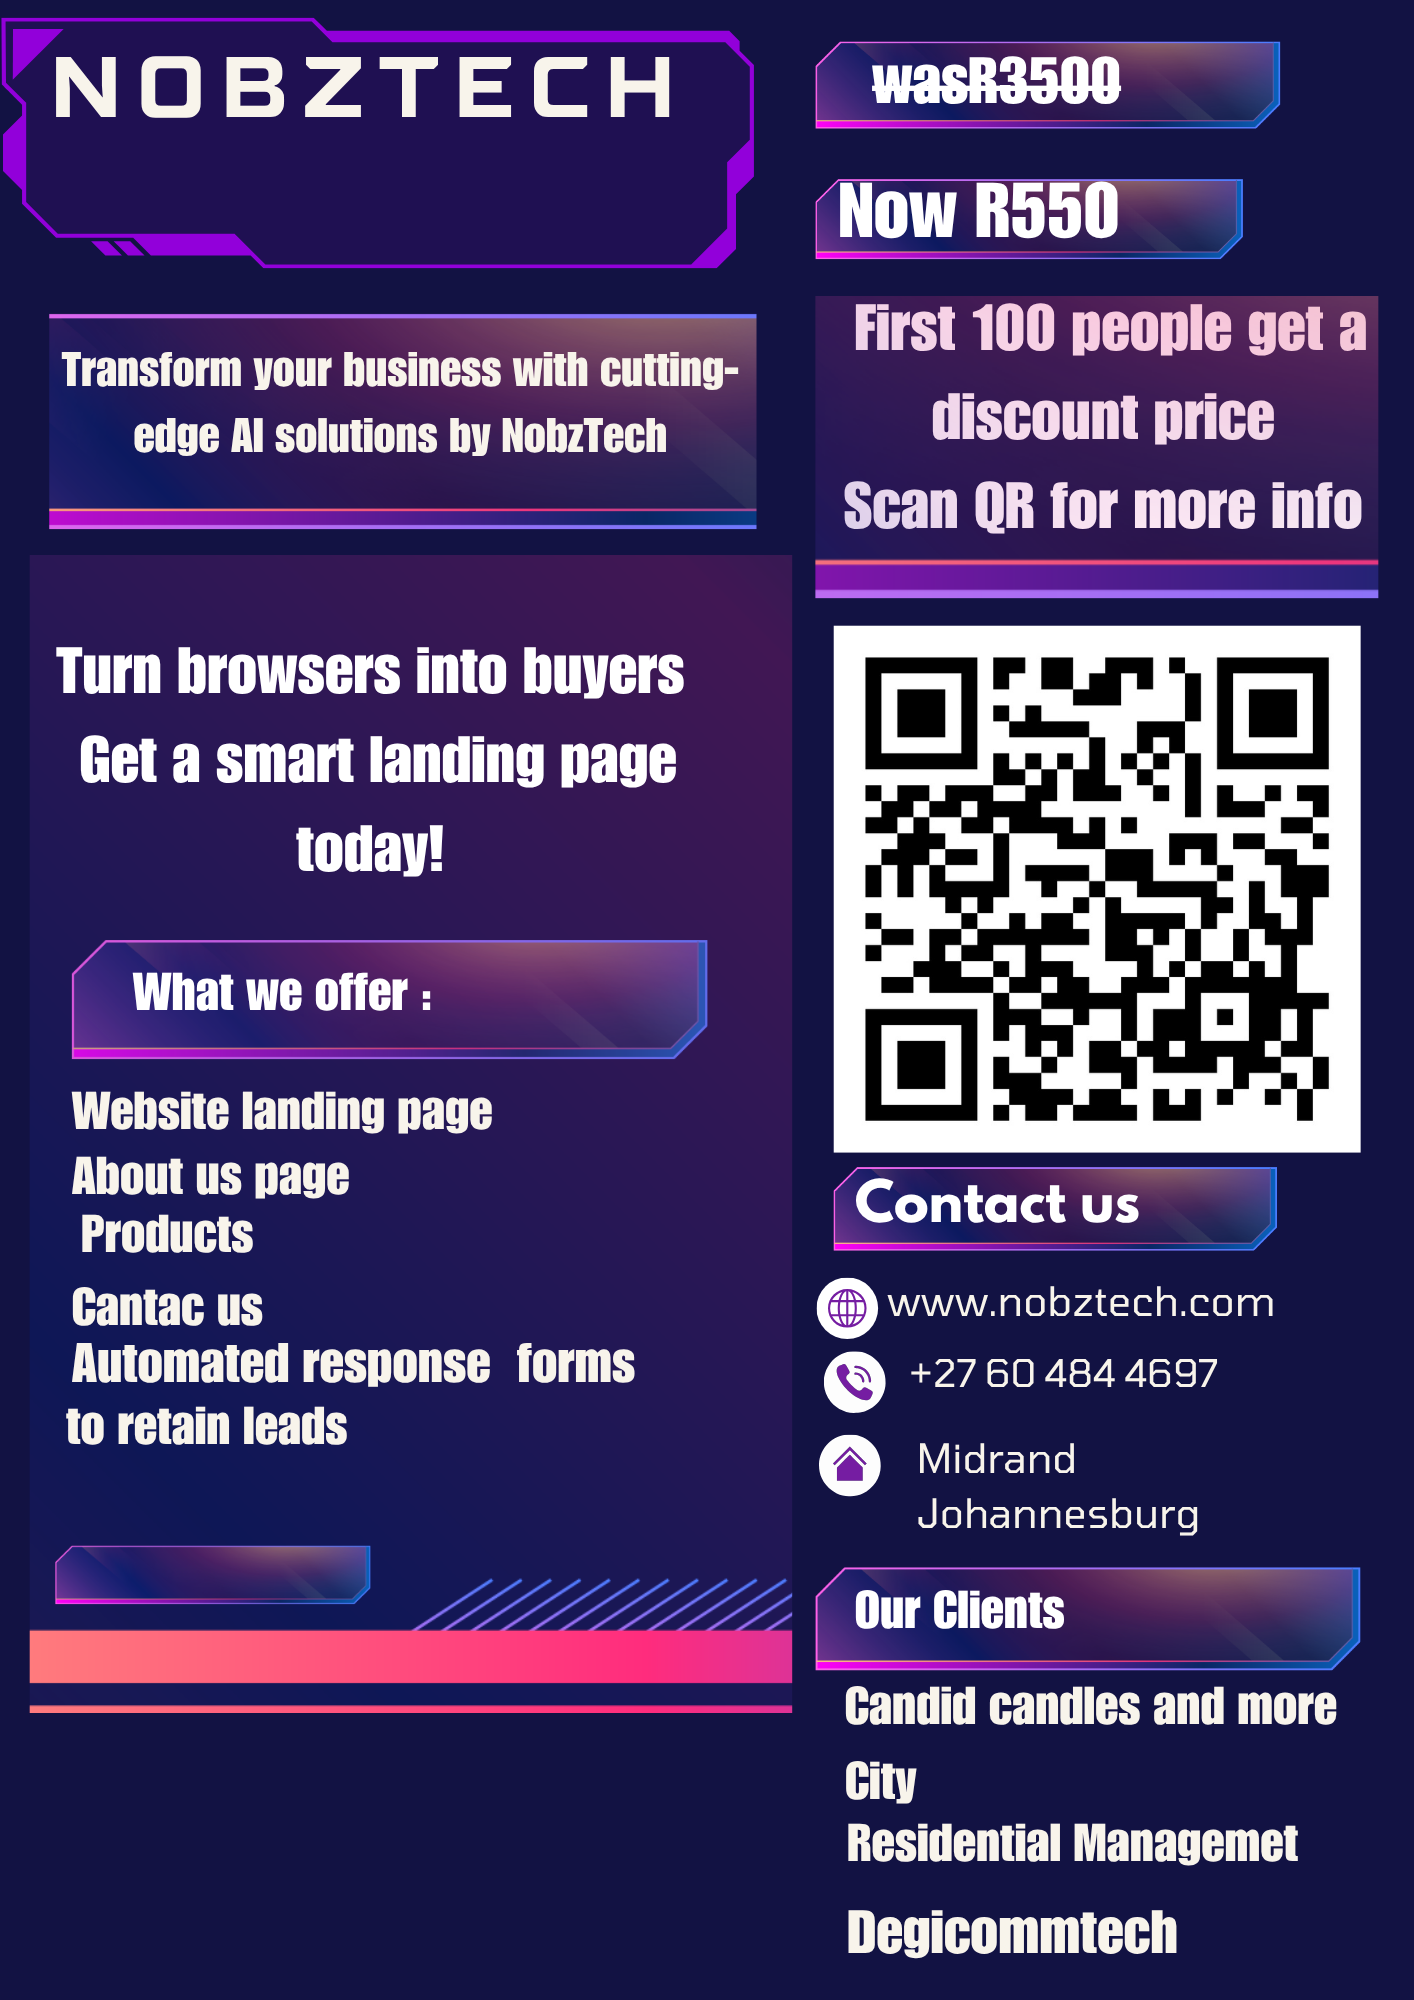 NOBZTECH
Transform your business with cutting-
edge AI solutions by NobzTech
Turn browsers into buyers
Get a smart landing page
today!
What we offer :
Website landing page
About us page
Products
Cantac us
Automated response forms
to retain leads
wasR3500
Now R550
First 100 people get a
discount price
Scan QR for more info
Contact us
www.nobztech.com
+27 60 484 4697
Midrand
Johannesburg
Our Clients
Candid candles and more
City
Residential Managemet
Degicommtech